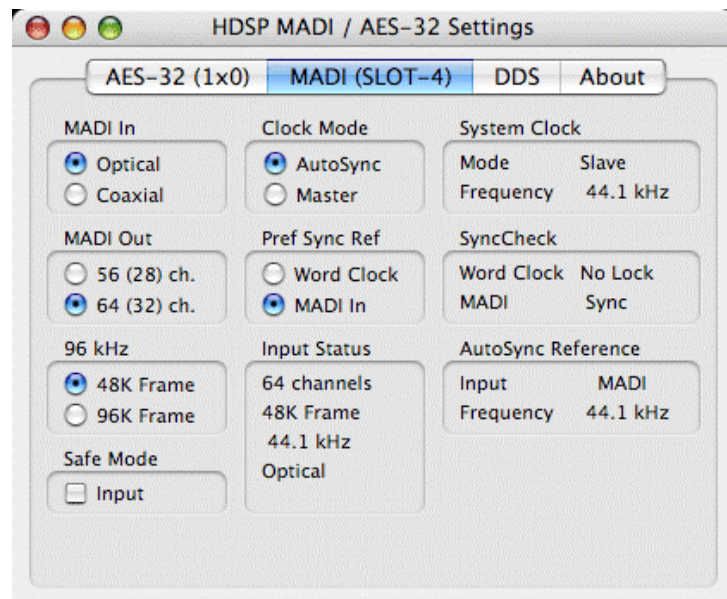 HDSP MADI / AES-32 Settings
AES-32 (1x0) MADI (SLOT-4) DDS About
MADI In
Optical
Coaxial
MADI Out
56 (28) ch.
64 (32) ch.
96 kHz
48K Frame
96K Frame
Safe Mode
Input
Clock Mode
AutoSync
Master
Pref Sync Ref
Word Clock
MADI In
Input Status
64 channels
48K Frame
44.1 kHz
Optical
System Clock
Mode Slave
Frequency 44.1 kHz
SyncCheck
Word Clock No Lock
MADI Sync
AutoSync Reference
Input MADI
Frequency 44.1 kHz